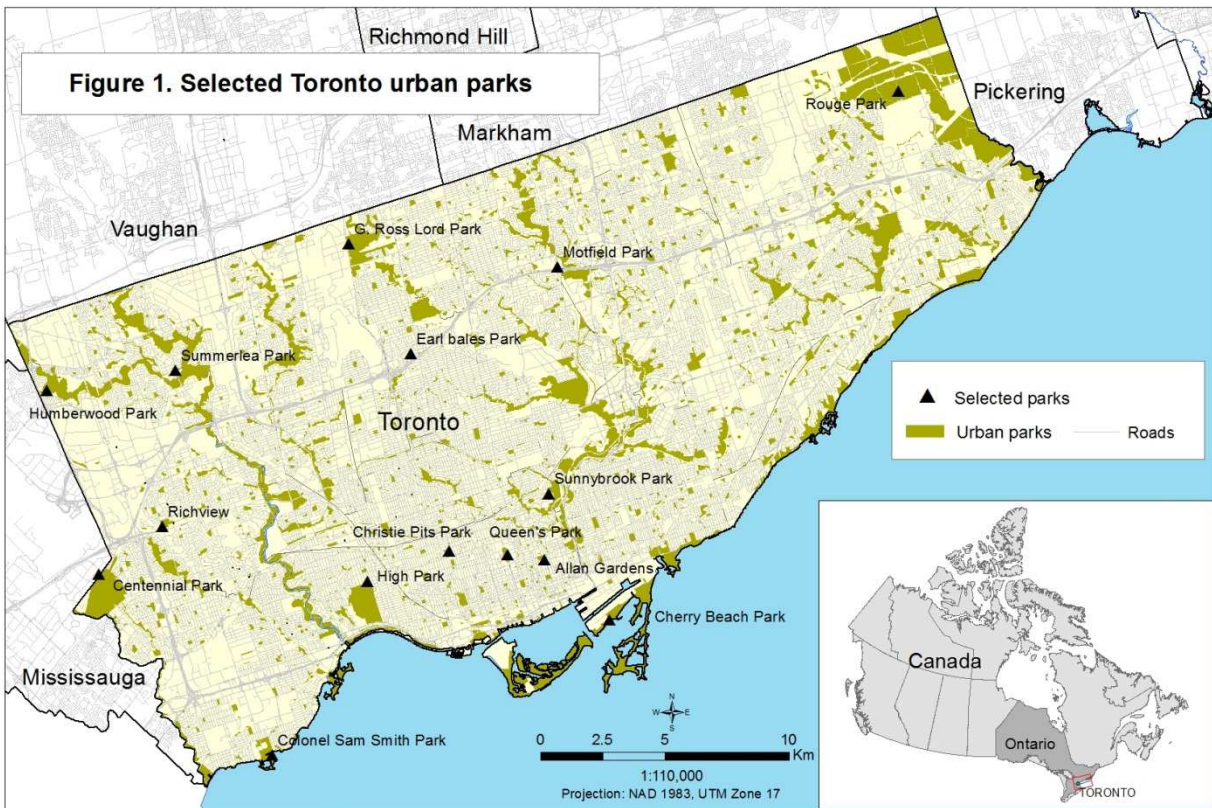 Richmond Hill
Figure 1. Selected Toronto urban parks
Pickering
Rouge Park
Markham
Vaughan
G. Ross Lord Park
Motfield Park
Earl bales Park
Summerlea Park
Humberwood Park
Toronto
Selected parks
Urban parks
Roads
Sunnybrook Park
Richview
Christie Pits Park
Queen's Park
Allan Gardens
Centennial Park
High Park
Cherry Beach Park
Mississauga
Colonel Sam Smith Park
N
W
E
S
0 2.5 5 10
Km
1:110,000
Projection: NAD 1983, UTM Zone 17
Canada
Ontario
TORONTO